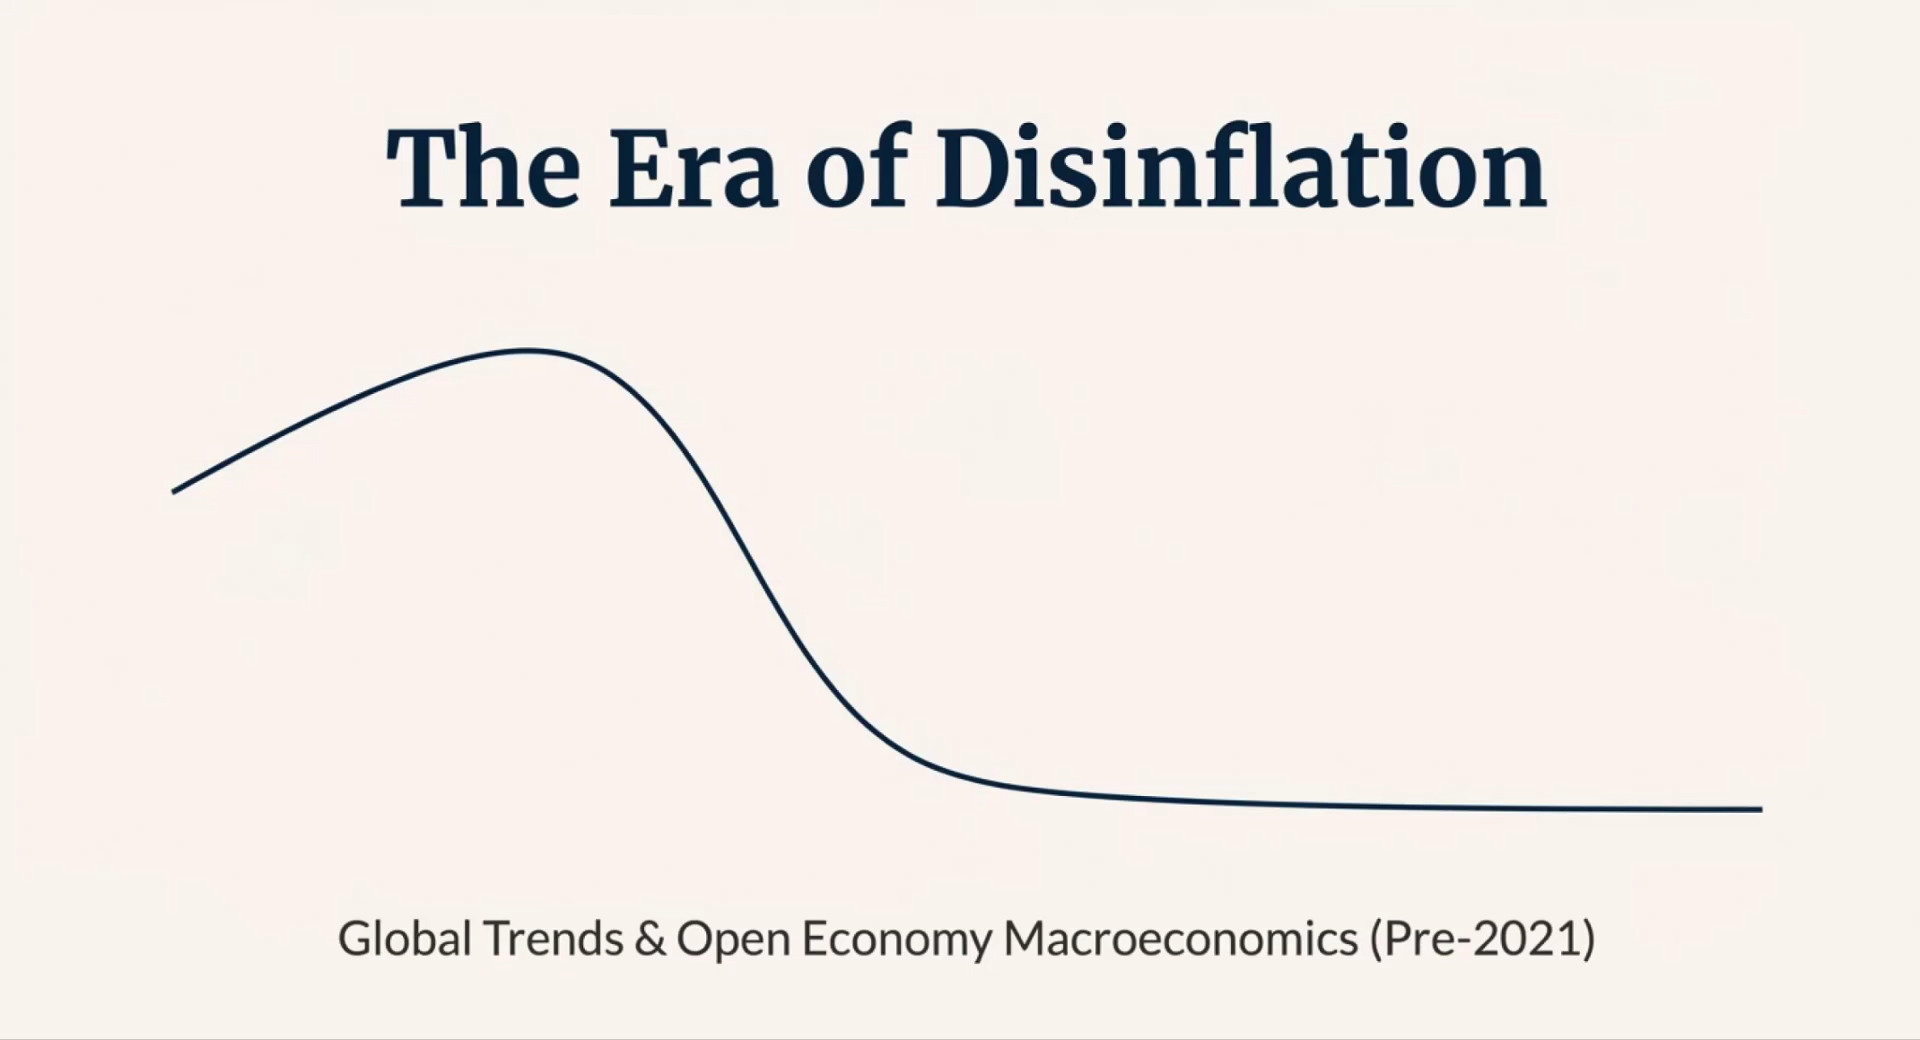 The Era of Disinflation
Global Trends & Open Economy Macroeconomics (Pre-2021)